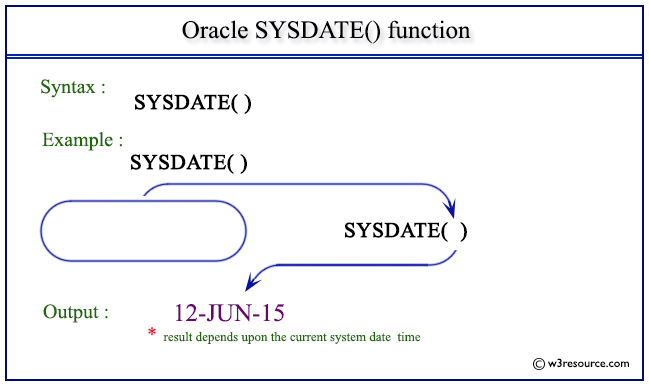 Oracle SYSDATE() function
Syntax :
SYSDATE( )
Example :
SYSDATE( )
SYSDATE(  )
Output :
12-JUN-15
* result depends upon the current system date  time
© w3resource.com